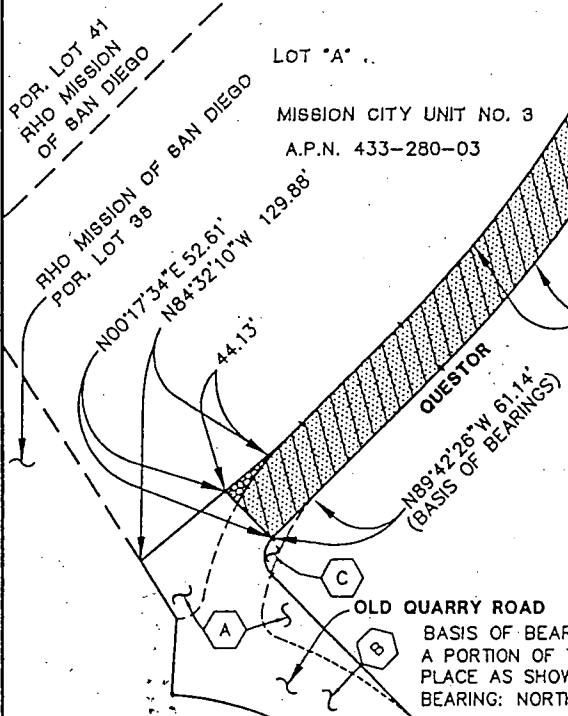 POR. LOT 41
RHO MISSION
OF SAN DIEGO
LOT "A"
MISSION CITY UNIT NO. 3
A.P.N. 433-280-03
RHO MISSION OF SAN DIEGO
POR. LOT 38
N00°17'34"E 52.61'
N84°32'10"W 129.88'
44.13'
QUESTOR
N89°42'26"W 61.14'
(BASIS OF BEARINGS)
C
A
B
OLD QUARRY ROAD
BASIS OF BEAR
A PORTION OF
PLACE AS SHOW
BEARING: NORT